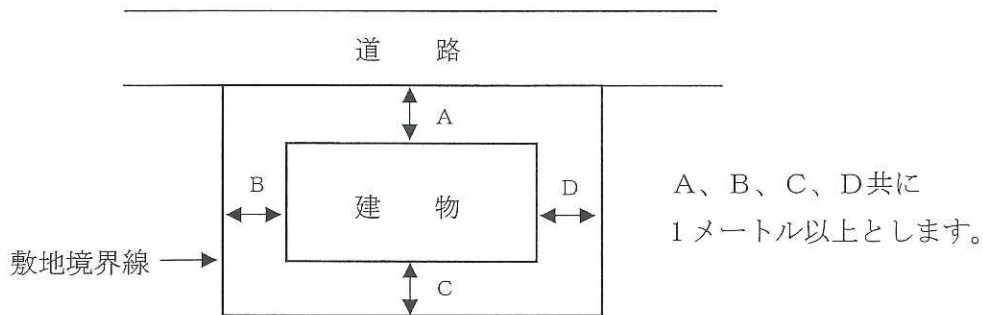 道　路
A
B
建　物
D
A、B、C、D共に
1メートル以上とします。
敷地境界線
C